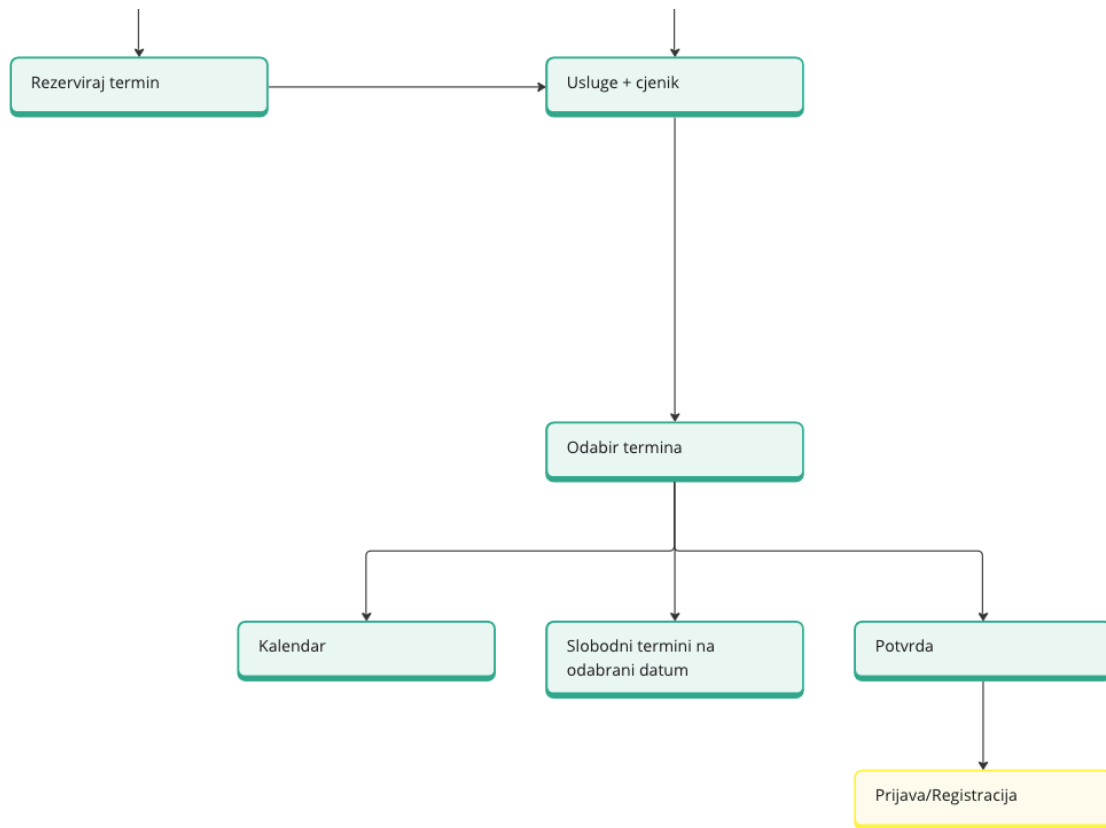 Rezerviraj termin
Usluge + cjenik
Odabir termina
Kalendar
Slobodni termini na
odabrani datum
Potvrda
Prijava/Registracija